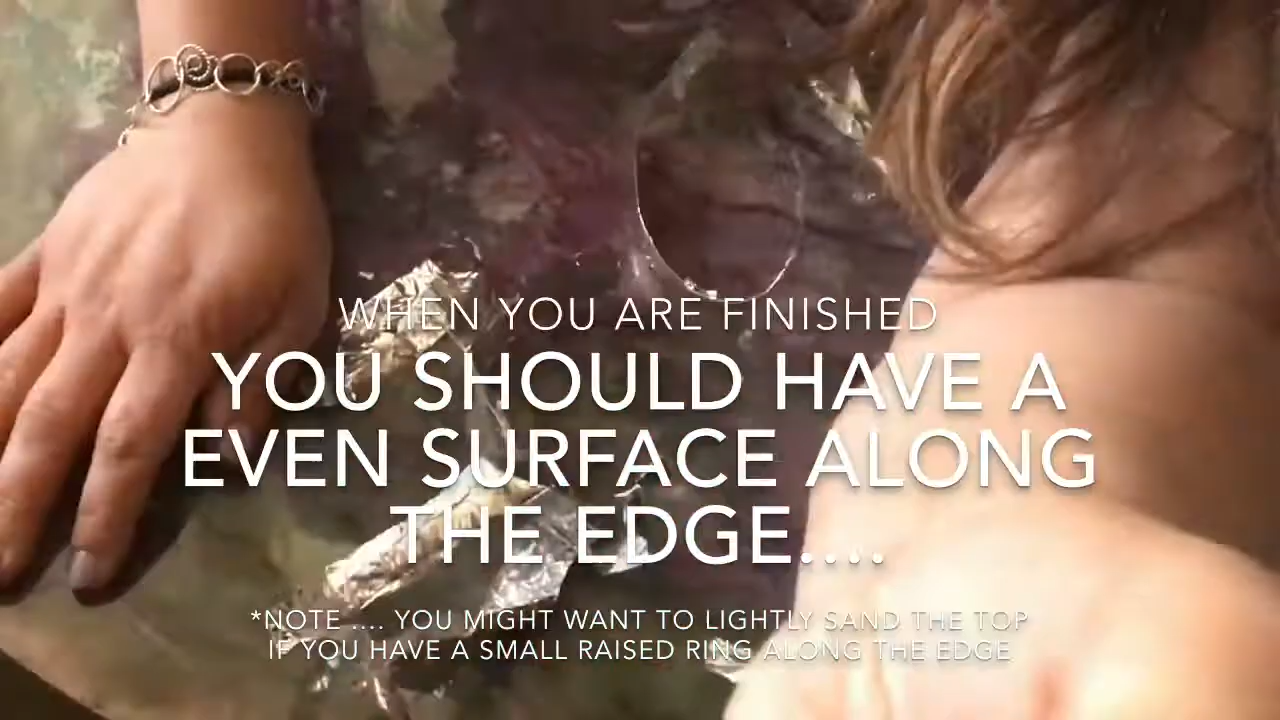 WHEN YOU ARE FINISHED
YOU SHOULD HAVE A
EVEN SURFACE ALONG
THE EDGE....
*NOTE .... YOU MIGHT WANT TO LIGHTLY SAND THE TOP
IF YOU HAVE A SMALL RAISED RING ALONG THE EDGE